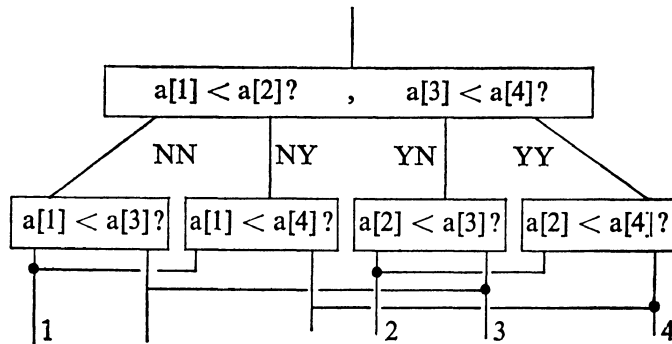 a[1] < a[2]? , a[3] < a[4]?
NN NY YN YY
a[1] < a[3]? a[1] < a[4]? a[2] < a[3]? a[2] < a[4]?
1 2 3 4